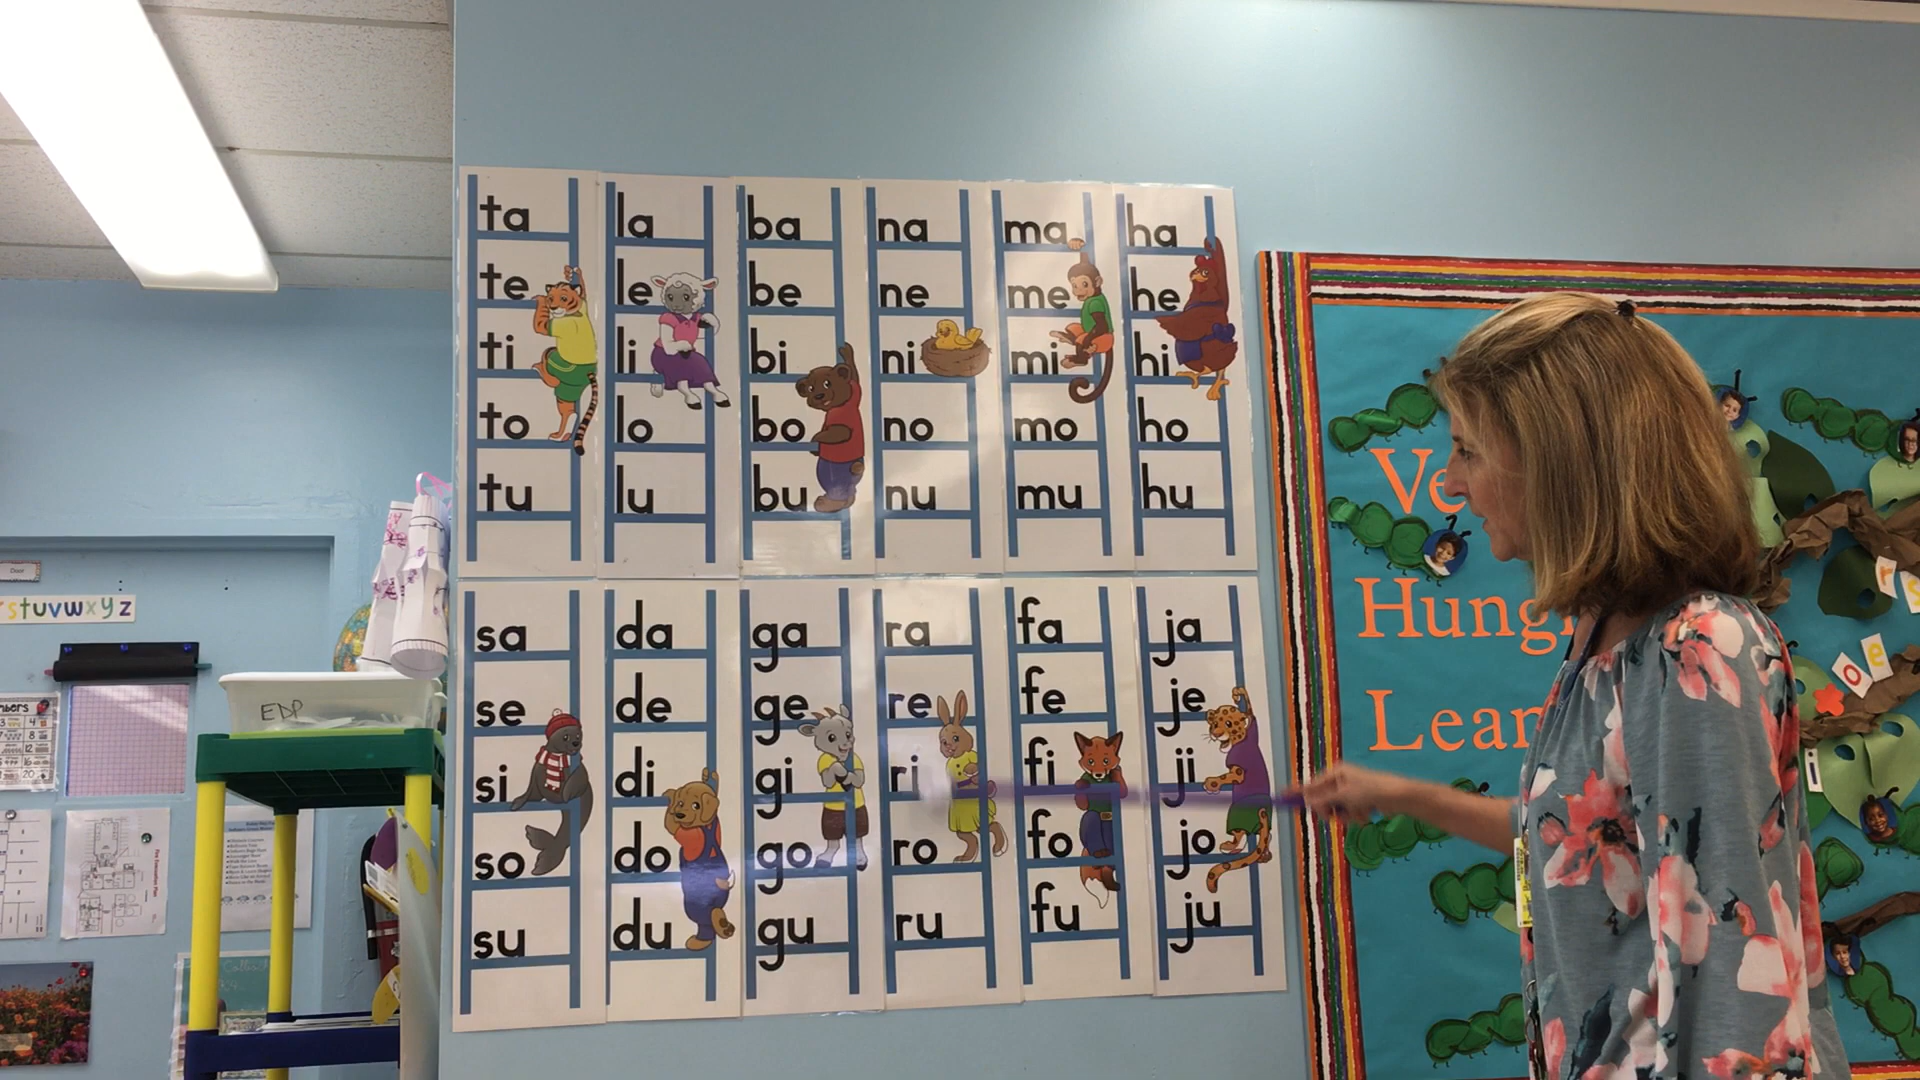 ta
te
ti
to
tu
la
le
li
lo
lu
ba
be
bi
bo
bu
na
ne
ni
no
nu
ma
me
mi
mo
mu
ha
he
hi
ho
hu
sa
se
si
so
su
da
de
di
do
du
ga
ge
gi
go
gu
ra
re
ri
ro
ru
fa
fe
fi
fo
fu
ja
je
ji
jo
ju
Ve
Hung
Lear
Door
stuvwxyz
EDP
r
s
o
e
i